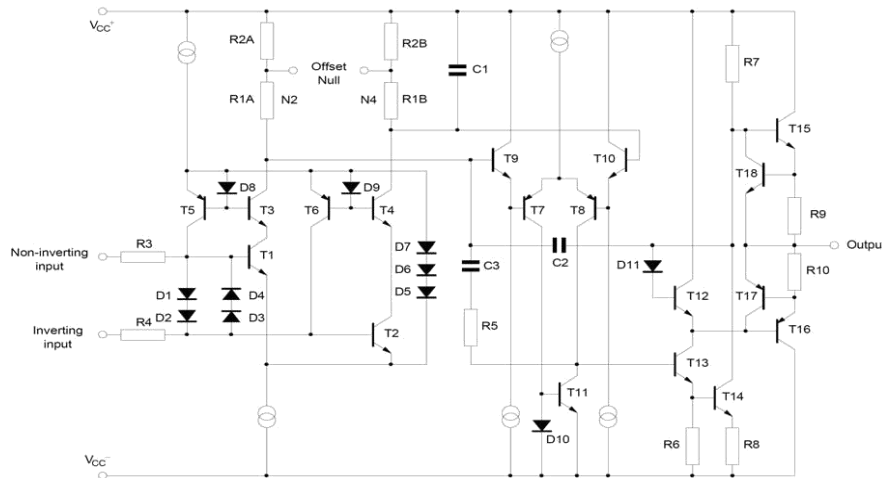 VCC+
R2A
R2B
C1
R7
Offset
Null
R1A
N2
N4
R1B
T15
T9
T10
T18
D8
D9
T5
T3
T6
T4
T7
T8
R9
D7
Non-inverting
input
R3
T1
D6
C3
C2
D11
Outpu
R10
D1
D4
D5
T12
T17
D2
D3
Inverting
input
R4
T2
R5
T16
T13
T11
T14
D10
R6
R8
VCC-